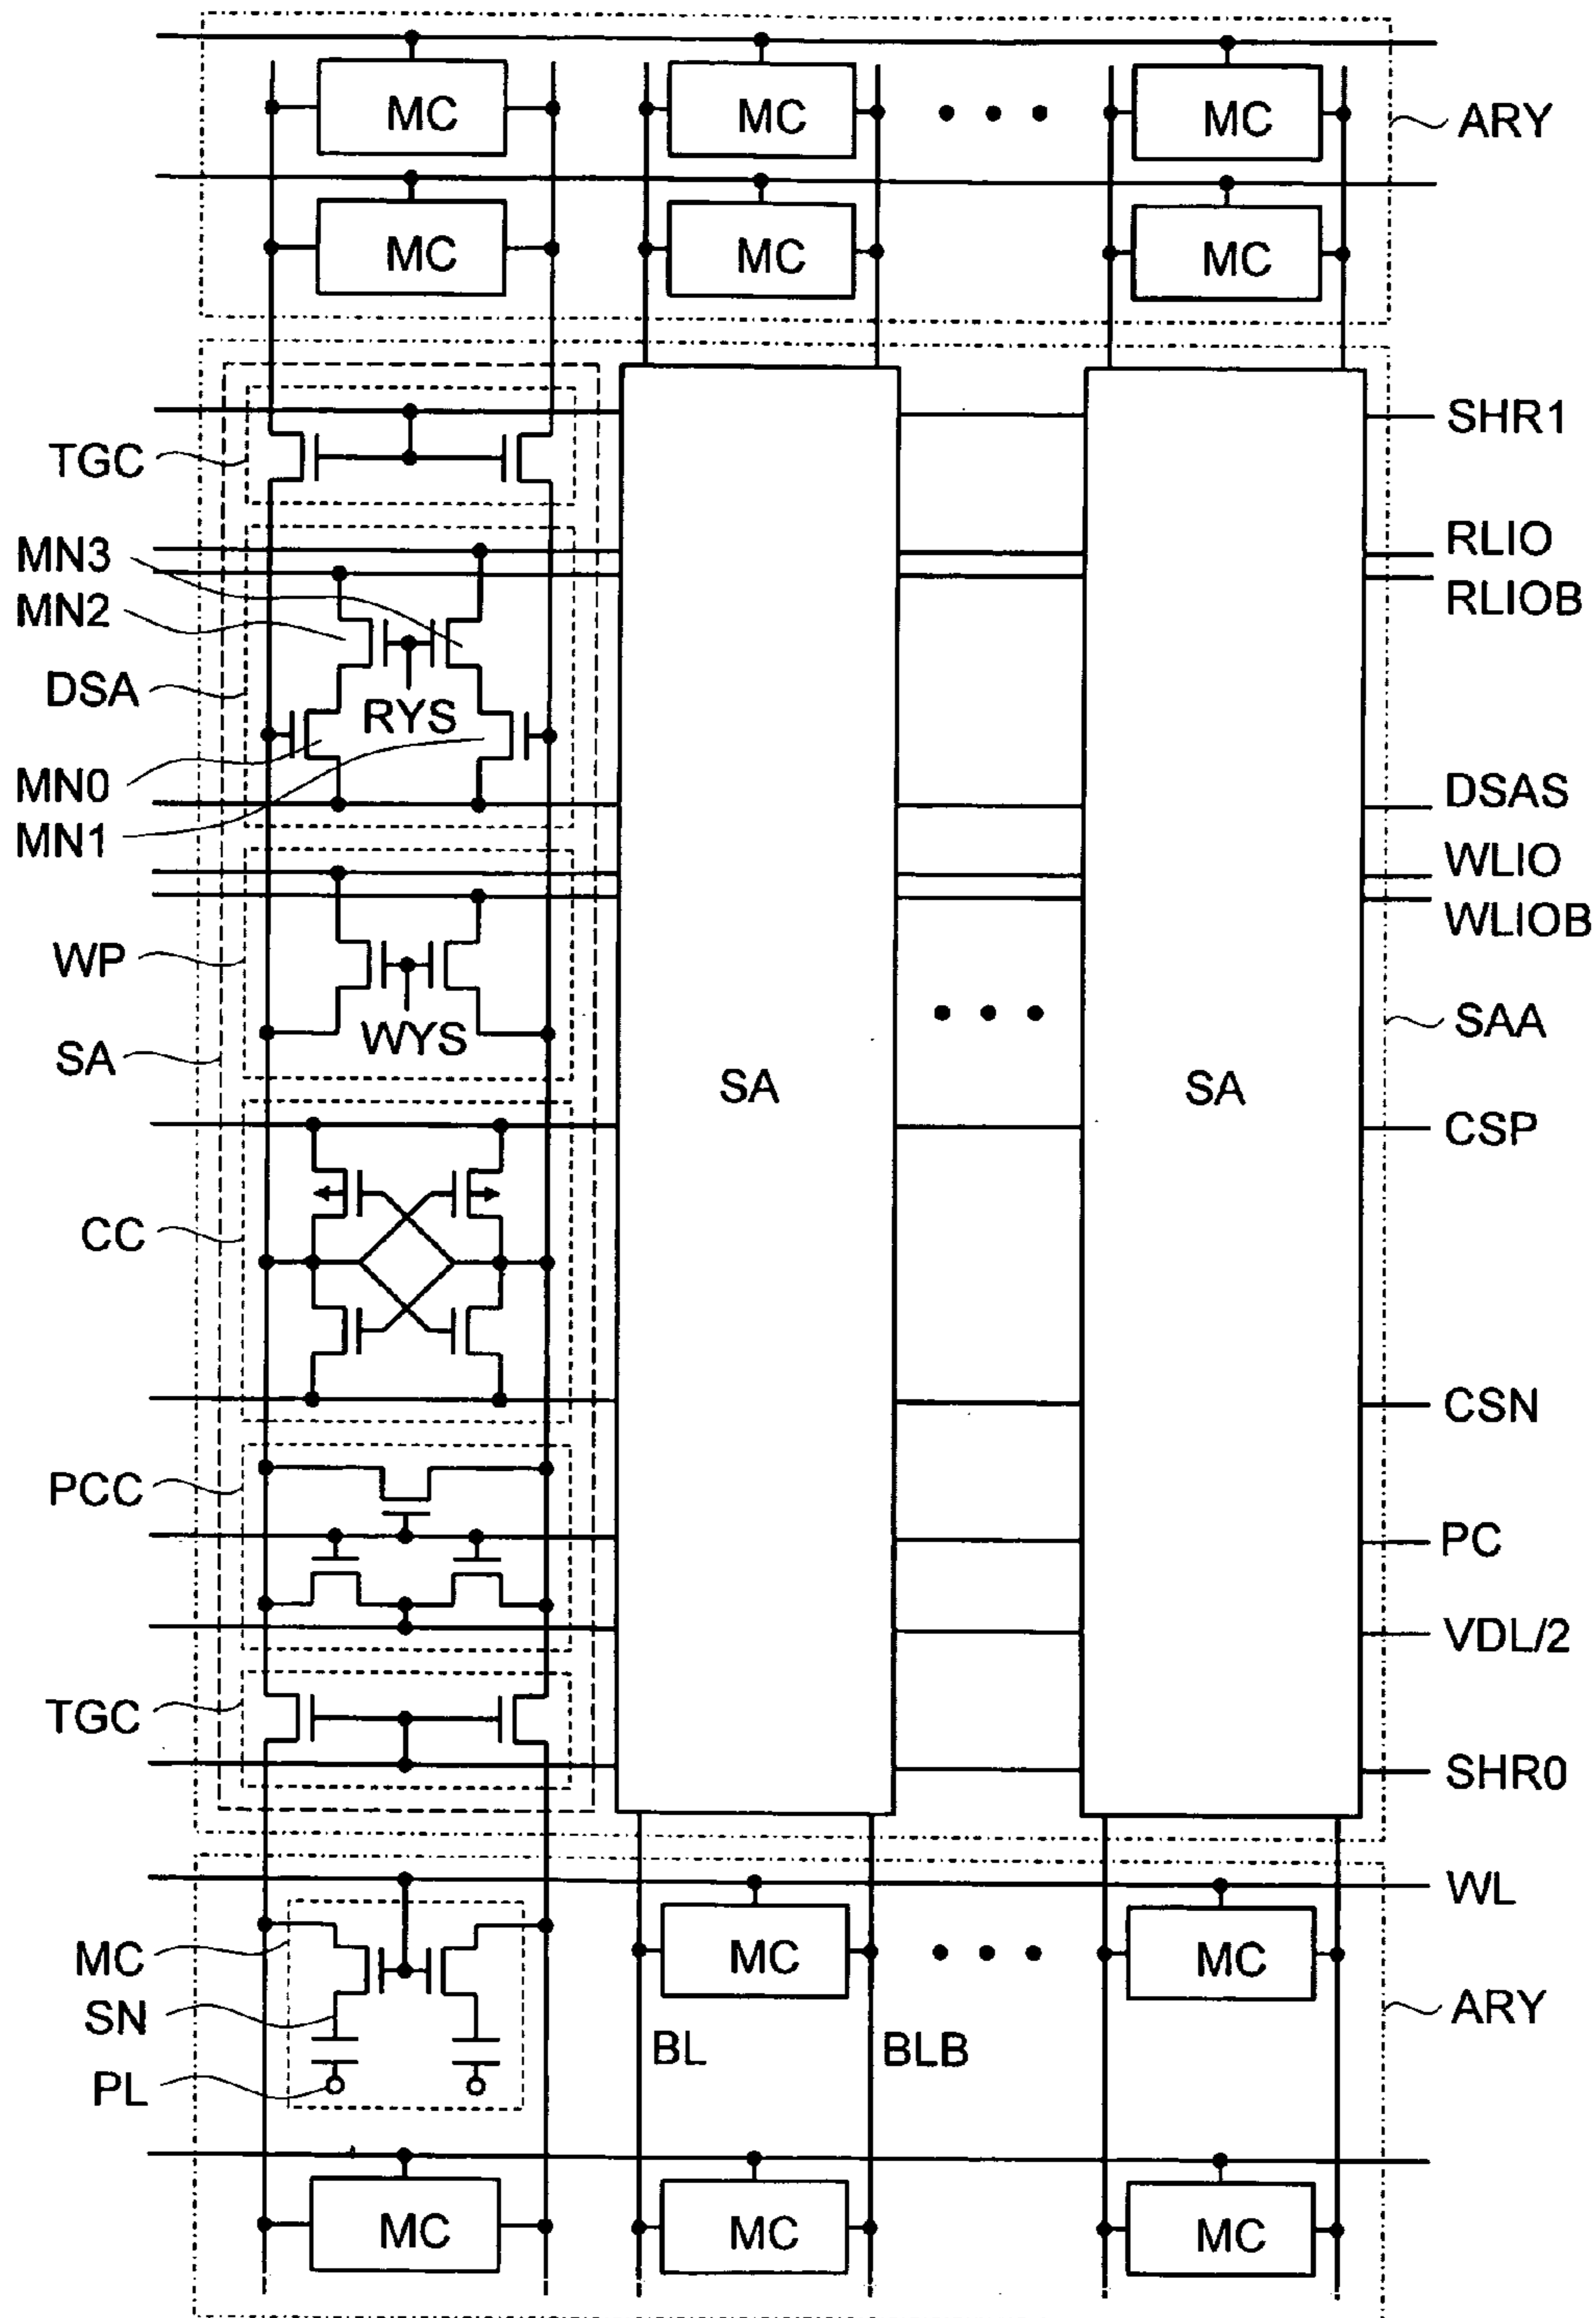 MC MC MC ARY
MC MC MC
SHR1
TGC
MN3 RLIO
MN2 RLIOB
DSA RYS
MN0 DSAS
MN1
WLIO
WP WLIOB
WYS SAA
SA SA SA
CSP
CC
CSN
PCC
PC
VDL/2
TGC
SHR0
WL
MC MC MC
SN ARY
BL BLB
PL
MC MC MC